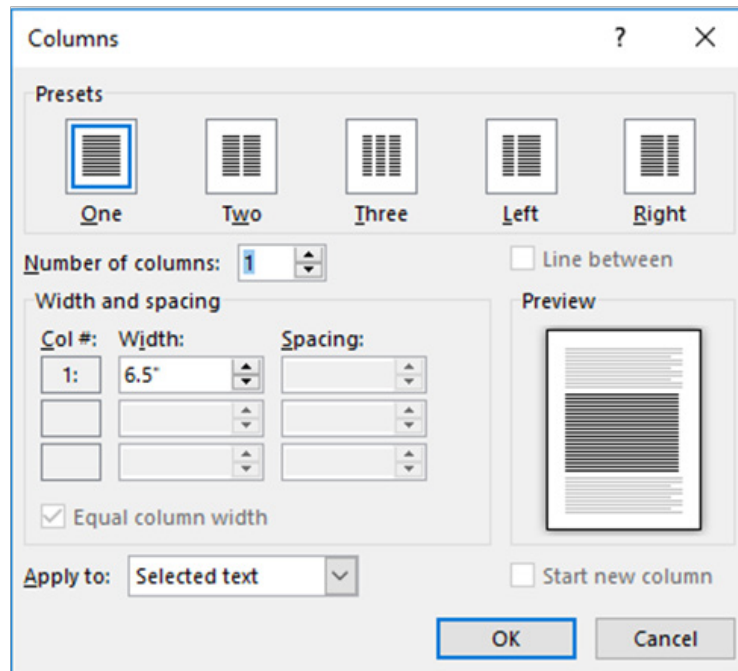 Columns
?
Presets
One Two Three Left Right
Number of columns: 1
Line between
Width and spacing
Preview
Col #: Width: Spacing:
1: 6.5"
Equal column width
Apply to: Selected text
Start new column
OK Cancel